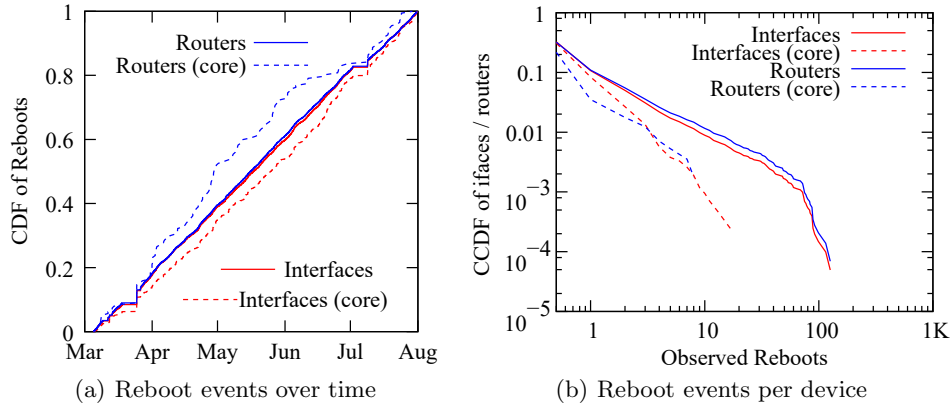 CDF of Reboots
1
0.8
0.6
0.4
0.2
0
Mar Apr May Jun Jul Aug
Routers
Routers (core)
Interfaces
Interfaces (core)
(a) Reboot events over time
CCDF of ifaces / routers
1
0.1
0.01
10⁻³
10⁻⁴
10⁻⁵
1 10 100 1K
Observed Reboots
Interfaces
Interfaces (core)
Routers
Routers (core)
(b) Reboot events per device